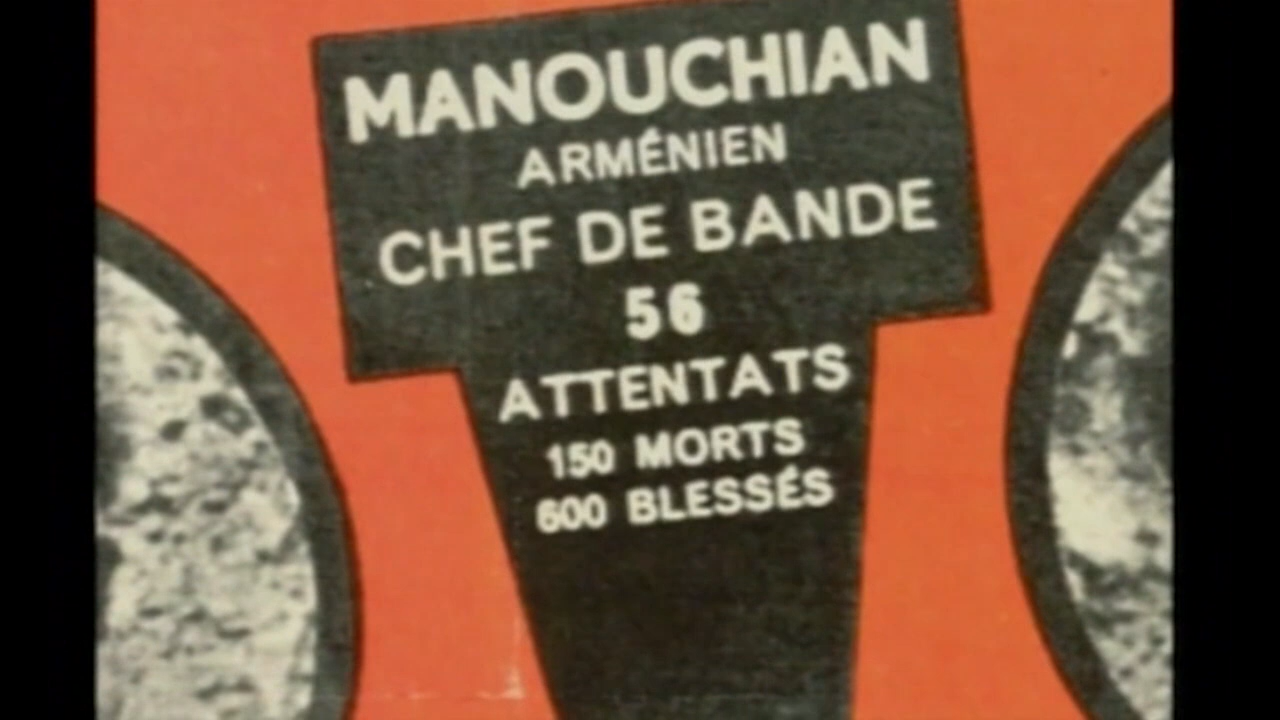 MANOUCHIAN
ARMÉNIEN
CHEF DE BANDE
56
ATTENTATS
150 MORTS
600 BLESSÉS